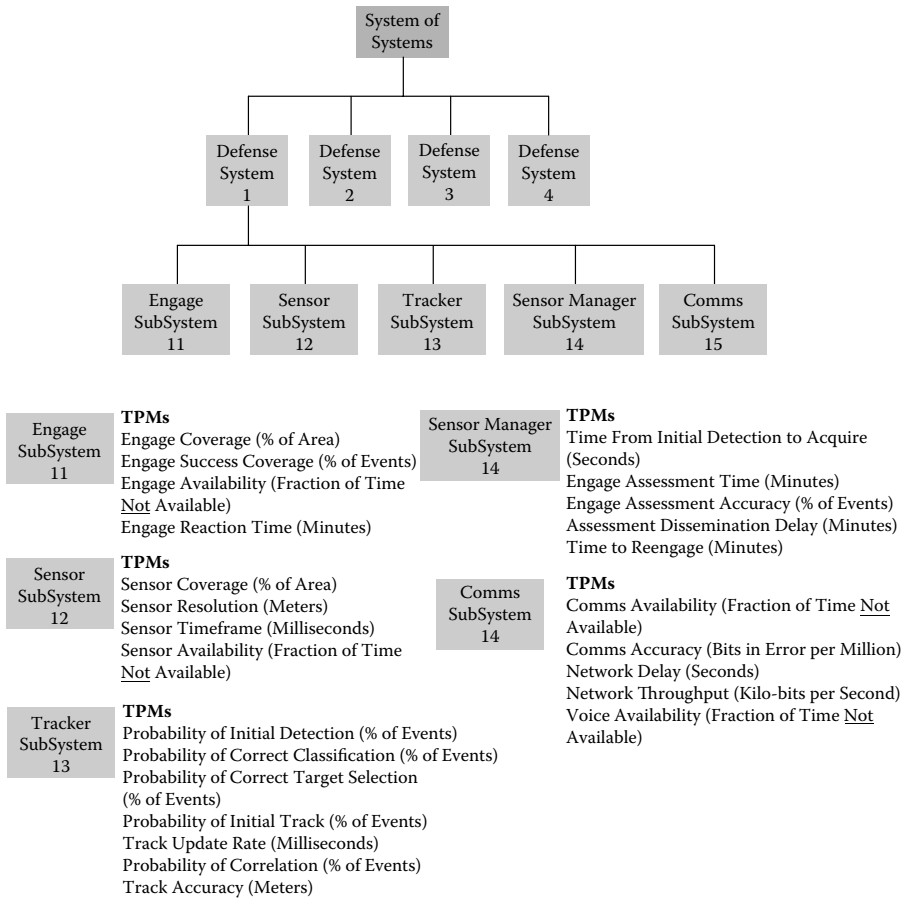 System of
Systems
Defense
System
1
Defense
System
2
Defense
System
3
Defense
System
4
Engage
SubSystem
11
Sensor
SubSystem
12
Tracker
SubSystem
13
Sensor Manager
SubSystem
14
Comms
SubSystem
15
Engage
SubSystem
11
TPMs
Engage Coverage (% of Area)
Engage Success Coverage (% of Events)
Engage Availability (Fraction of Time
Not Available)
Engage Reaction Time (Minutes)
Sensor
SubSystem
12
TPMs
Sensor Coverage (% of Area)
Sensor Resolution (Meters)
Sensor Timeframe (Milliseconds)
Sensor Availability (Fraction of Time
Not Available)
Tracker
SubSystem
13
TPMs
Probability of Initial Detection (% of Events)
Probability of Correct Classification (% of Events)
Probability of Correct Target Selection
(% of Events)
Probability of Initial Track (% of Events)
Track Update Rate (Milliseconds)
Probability of Correlation (% of Events)
Track Accuracy (Meters)
Sensor Manager
SubSystem
14
TPMs
Time From Initial Detection to Acquire
(Seconds)
Engage Assessment Time (Minutes)
Engage Assessment Accuracy (% of Events)
Assessment Dissemination Delay (Minutes)
Time to Reengage (Minutes)
Comms
SubSystem
14
TPMs
Comms Availability (Fraction of Time Not
Available)
Comms Accuracy (Bits in Error per Million)
Network Delay (Seconds)
Network Throughput (Kilo-bits per Second)
Voice Availability (Fraction of Time Not
Available)